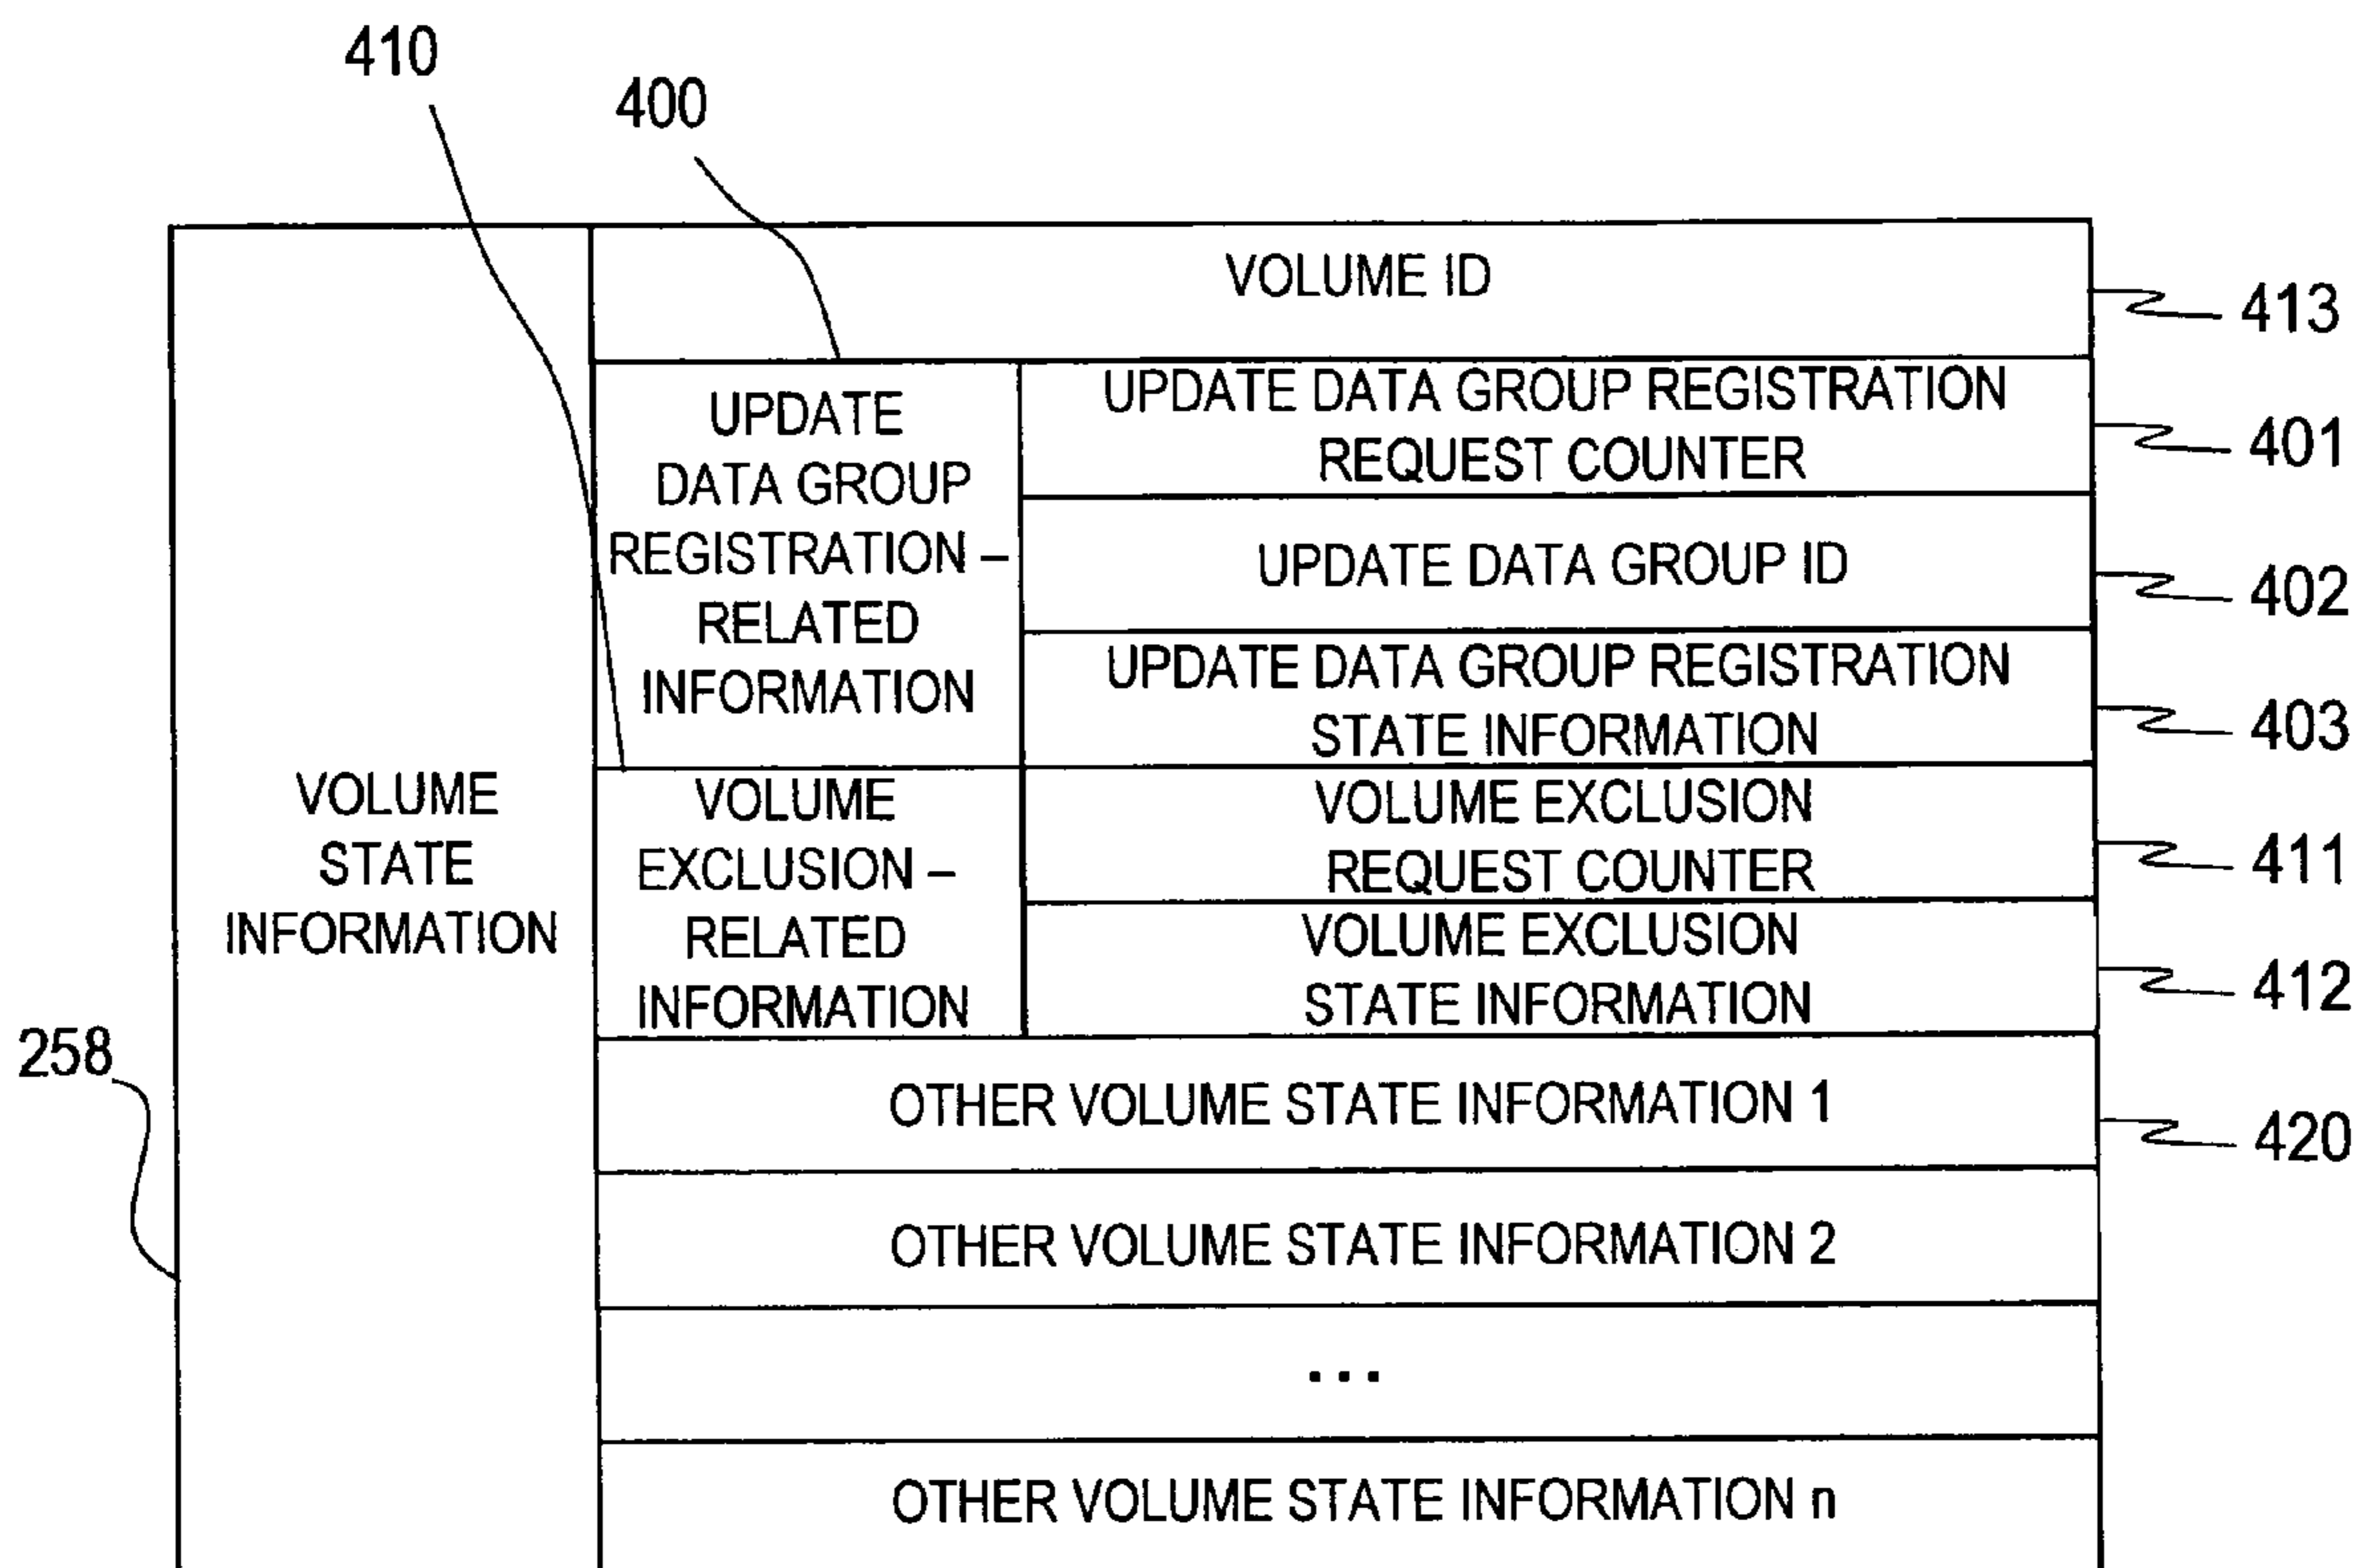 410
400
VOLUME ID
413
UPDATE
DATA GROUP
REGISTRATION –
RELATED
INFORMATION
UPDATE DATA GROUP REGISTRATION
REQUEST COUNTER
401
UPDATE DATA GROUP ID
402
UPDATE DATA GROUP REGISTRATION
STATE INFORMATION
403
VOLUME
STATE
INFORMATION
VOLUME
EXCLUSION –
RELATED
INFORMATION
VOLUME EXCLUSION
REQUEST COUNTER
411
VOLUME EXCLUSION
STATE INFORMATION
412
258
OTHER VOLUME STATE INFORMATION 1
420
OTHER VOLUME STATE INFORMATION 2
...
OTHER VOLUME STATE INFORMATION n